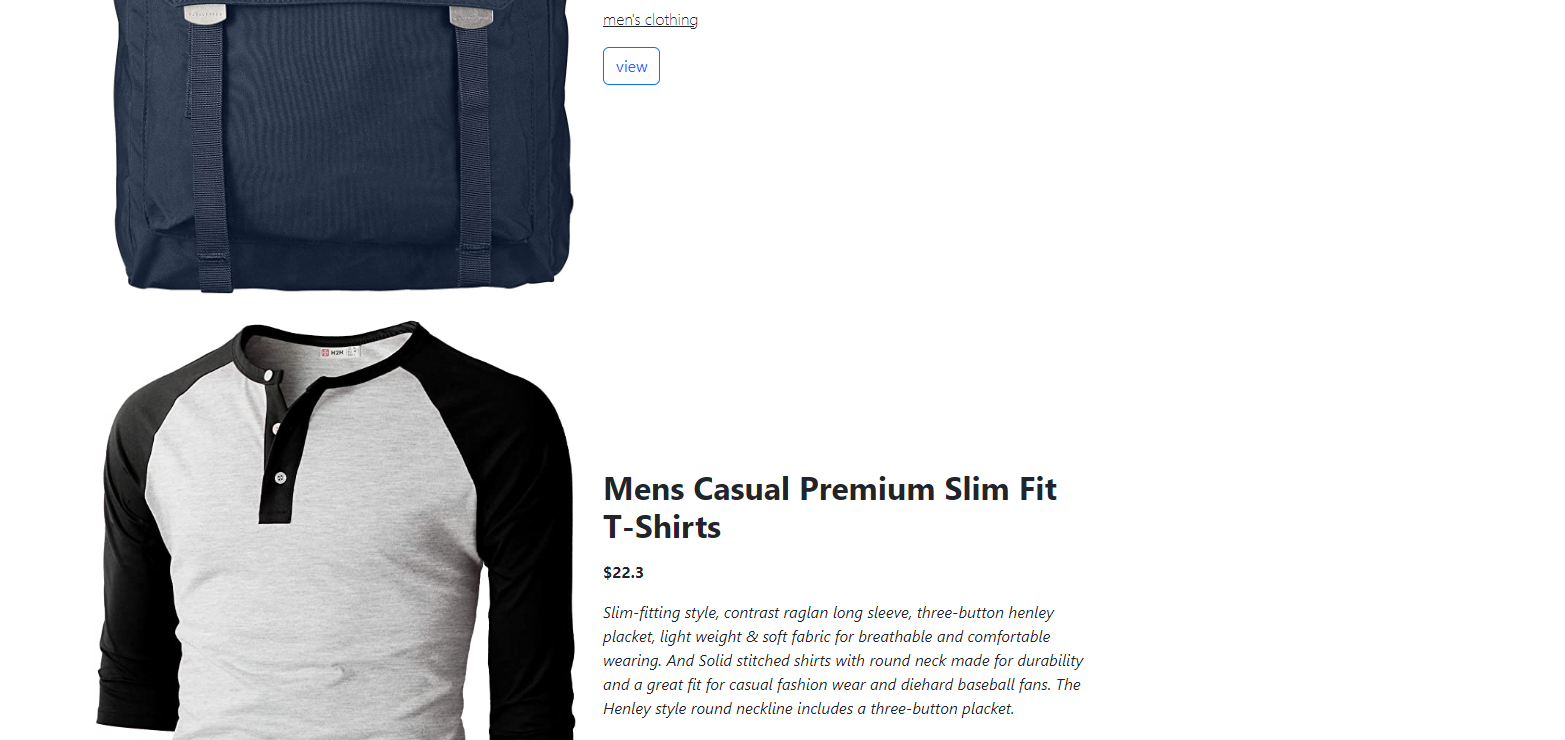 men's clothing
view
H2H
Mens Casual Premium Slim Fit
T-Shirts
$22.3
Slim-fitting style, contrast raglan long sleeve, three-button henley
placket, light weight & soft fabric for breathable and comfortable
wearing. And Solid stitched shirts with round neck made for durability
and a great fit for casual fashion wear and diehard baseball fans. The
Henley style round neckline includes a three-button placket.